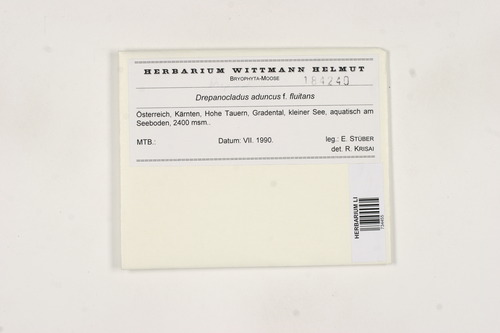 HERBARIUM WITTMANN HELMUT
BRYOPHYTA-MOOSE
184240
Drepanocladus aduncus f. fluitans
Österreich, Kärnten, Hohe Tauern, Gradental, kleiner See, aquatisch am
Seeboden, 2400 msm..
MTB.: Datum: VII. 1990. leg.: E. STÜBER
det. R. KRISAI
HERBARIUM LI